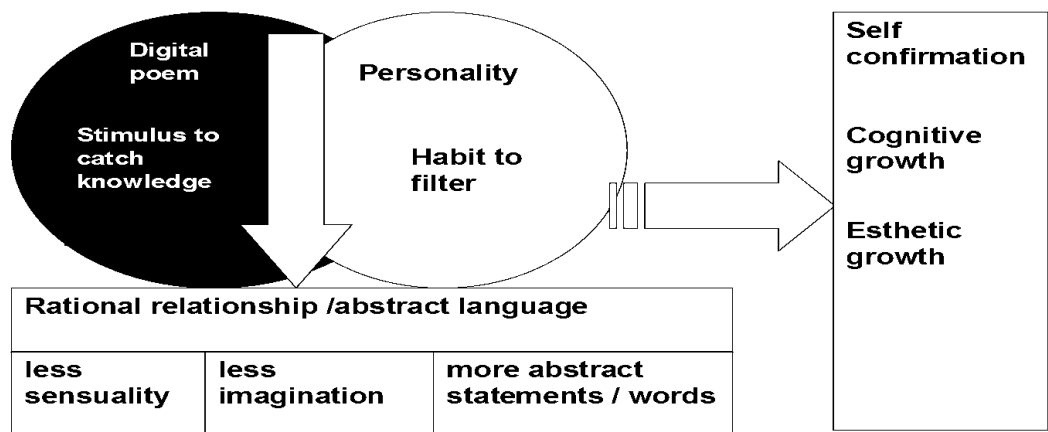 Digital
poem
Stimulus to
catch
knowledge
Personality
Habit to
filter
Self
confirmation
Cognitive
growth
Esthetic
growth
Rational relationship /abstract language
less
sensuality
less
imagination
more abstract
statements / words